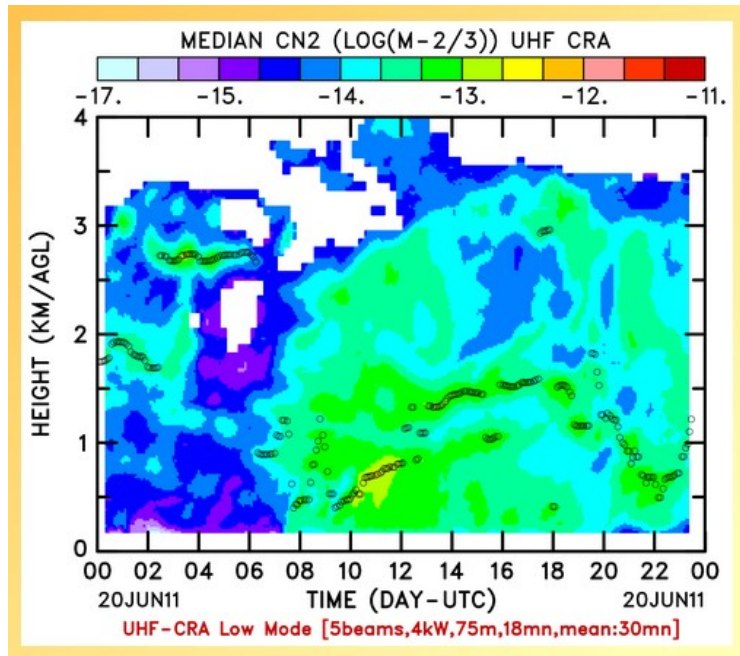 MEDIAN CN2 (LOG(M-2/3)) UHF CRA
-17. -15. -14. -13. -12. -11.
4
3
2
1
0
HEIGHT (KM/AGL)
00 02 04 06 08 10 12 14 16 18 20 22 00
20JUN11 TIME (DAY-UTC) 20JUN11
UHF-CRA Low Mode [5beams,4kW,75m,18mn,mean:30mn]